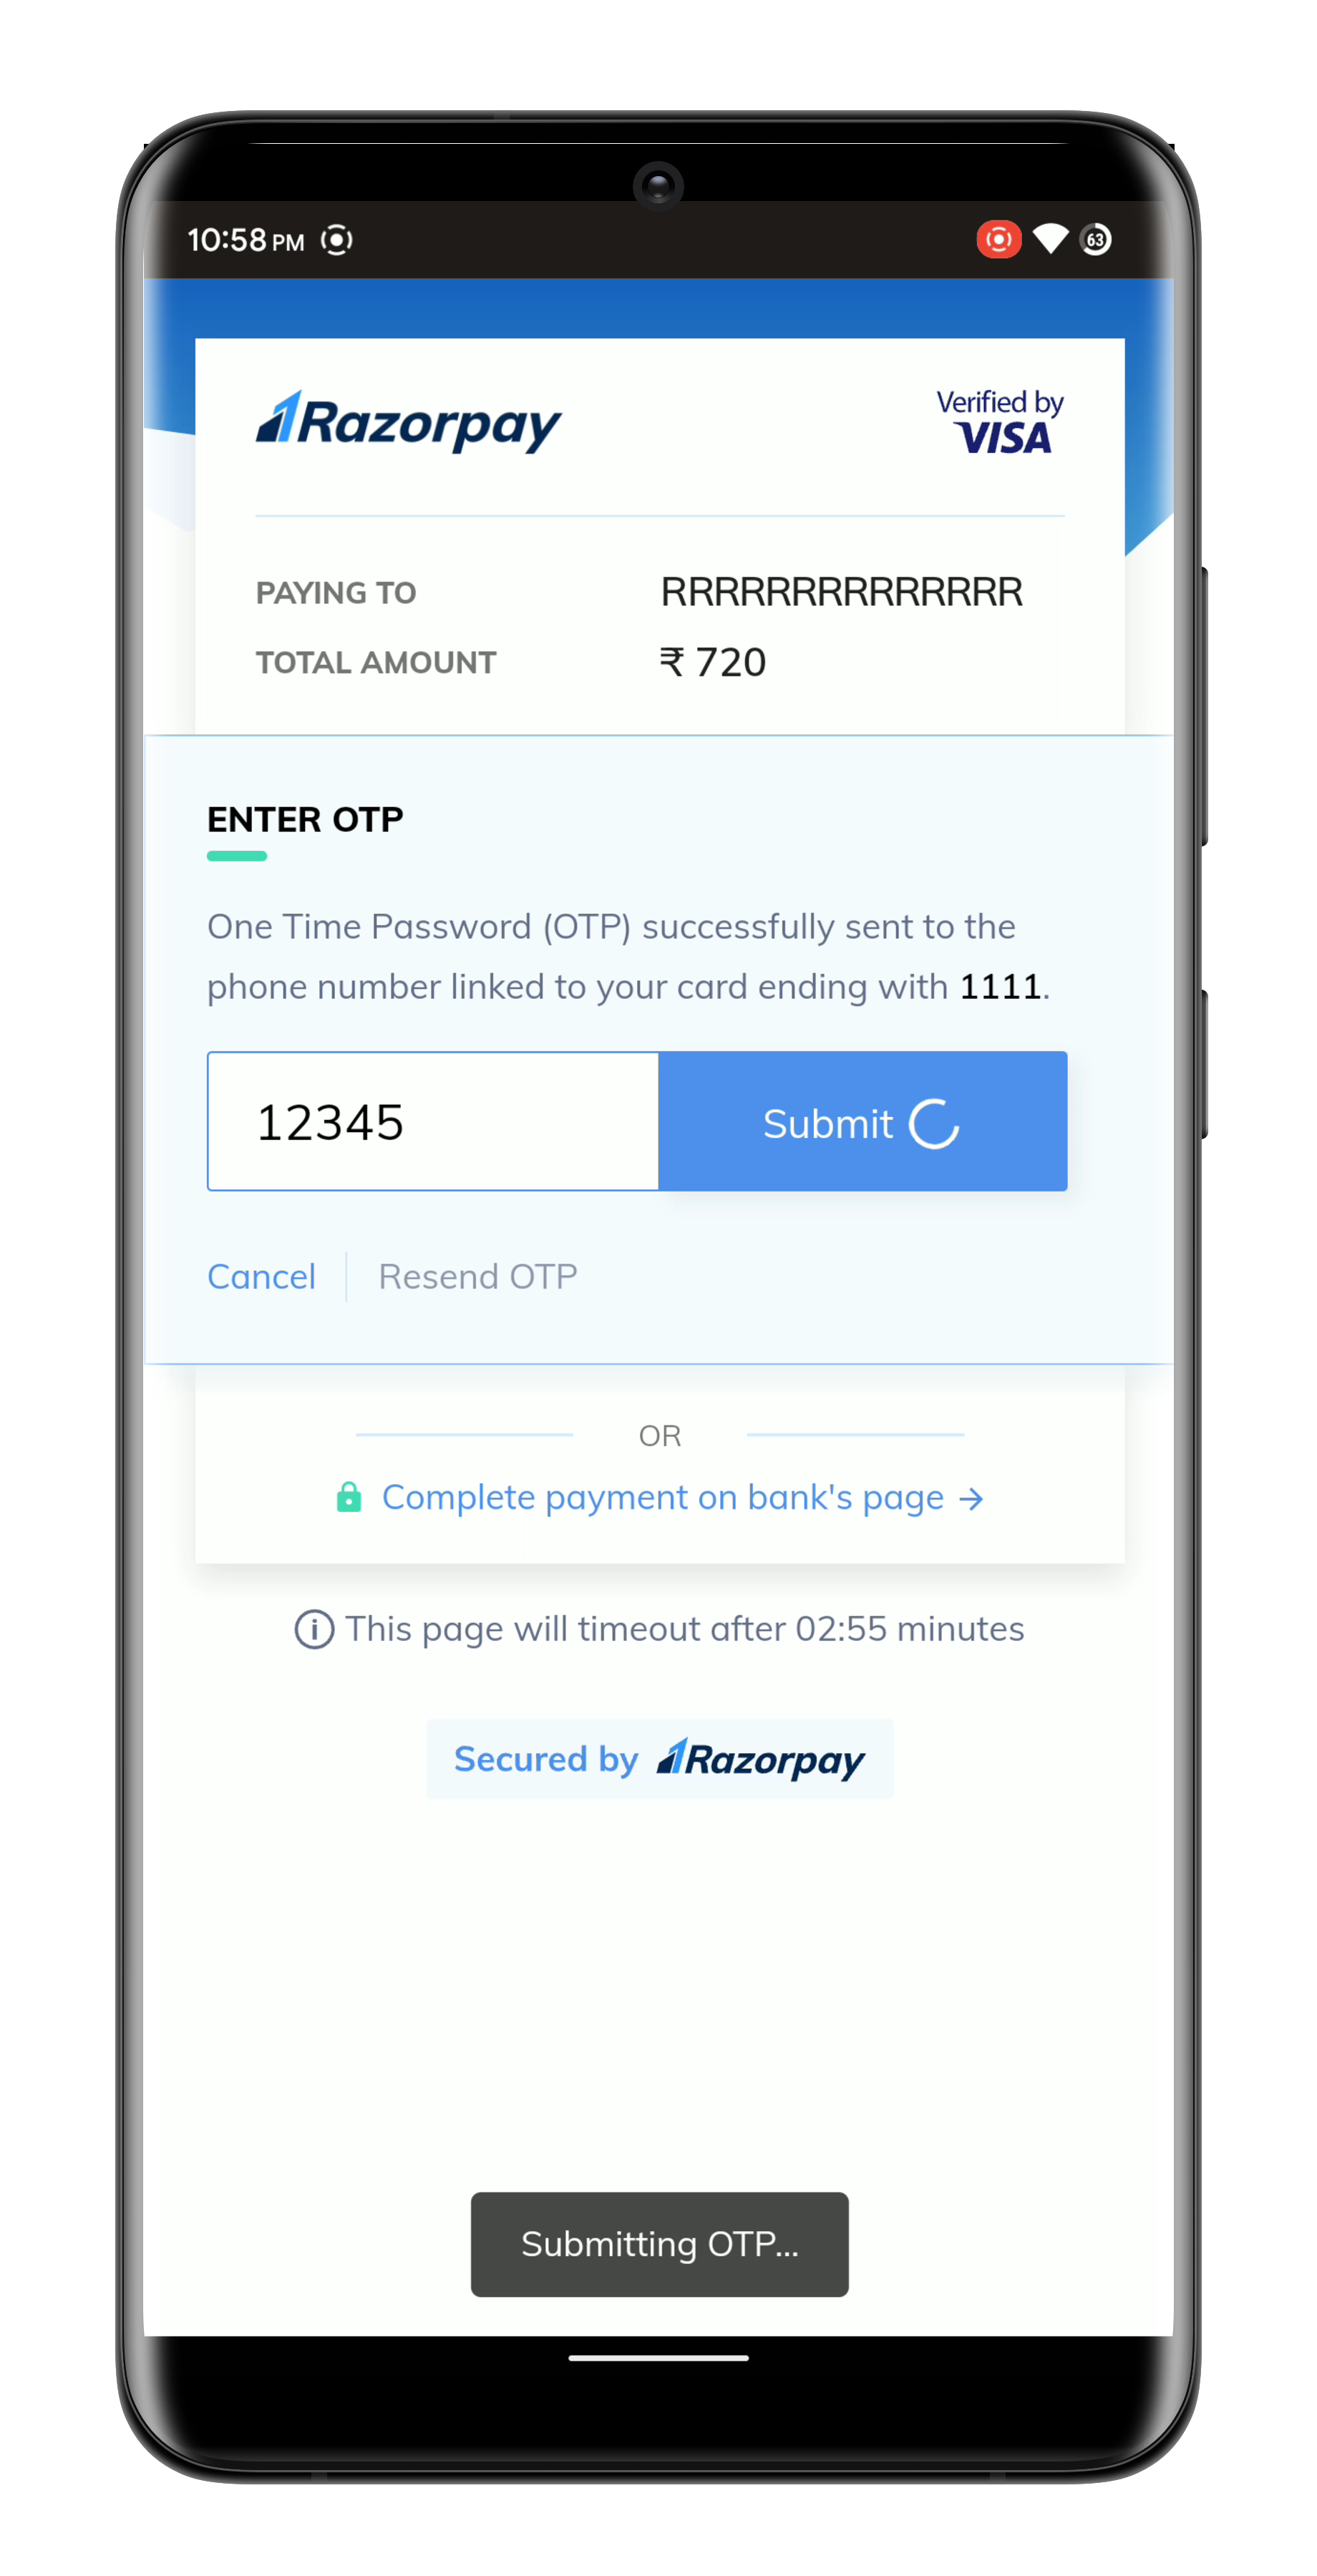 10:58 PM
63
Razorpay
Verified by
VISA
PAYING TO RRRRRRRRRRRRRR
TOTAL AMOUNT ₹ 720
ENTER OTP
One Time Password (OTP) successfully sent to the
phone number linked to your card ending with 1111.
12345 Submit
Cancel Resend OTP
OR
Complete payment on bank's page →
This page will timeout after 02:55 minutes
Secured by Razorpay
Submitting OTP...